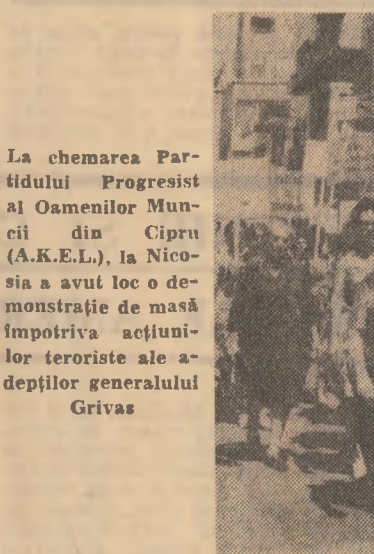 La chemarea Par-
tidului Progresist
al Oamenilor Mun-
cii din Cipru
(A.K.E.L.), la Nico-
sia a avut loc o de-
monstrație de masă
împotriva acțiuni-
lor teroriste ale a-
depților generalului
Grivas